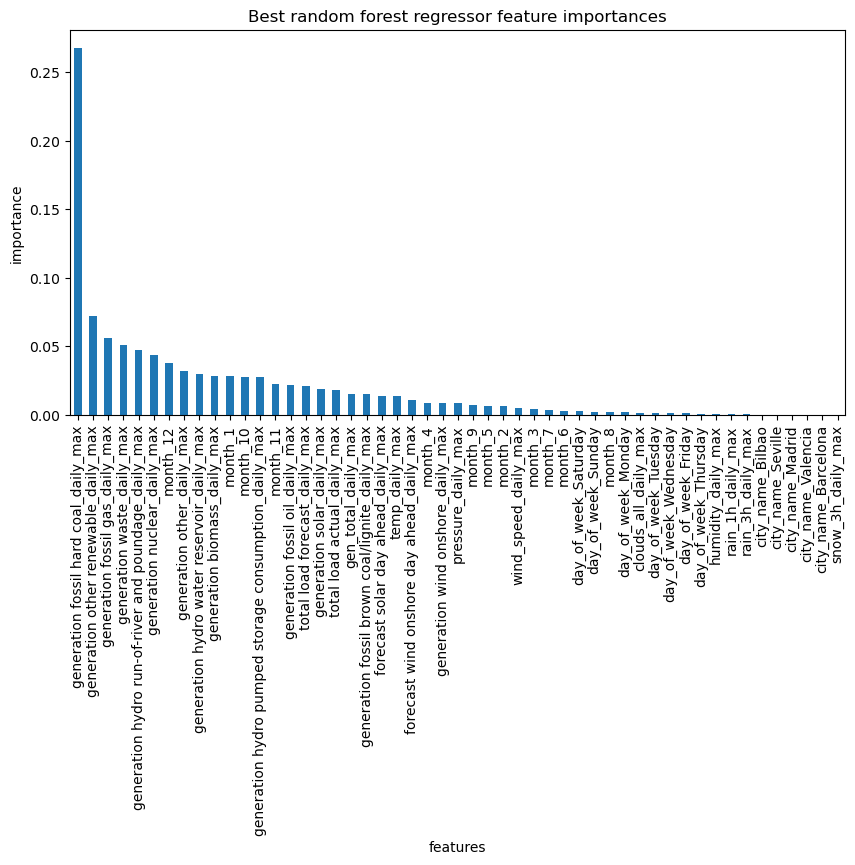 Best random forest regressor feature importances
importance
0.25
0.20
0.15
0.10
0.05
0.00
generation fossil hard coal_daily_max
generation other renewable_daily_max
generation fossil gas_daily_max
generation waste_daily_max
generation hydro run-of-river and poundage_daily_max
generation nuclear_daily_max
month_12
generation other_daily_max
generation hydro water reservoir_daily_max
generation biomass_daily_max
month_1
month_10
generation hydro pumped storage consumption_daily_max
month_11
generation fossil oil_daily_max
total load forecast_daily_max
generation solar_daily_max
total load actual_daily_max
gen_total_daily_max
generation fossil brown coal/lignite_daily_max
forecast solar day ahead_daily_max
temp_daily_max
forecast wind onshore day ahead_daily_max
month_4
generation wind onshore_daily_max
pressure_daily_max
month_9
month_5
month_2
wind_speed_daily_max
month_3
month_7
month_6
day_of_week_Saturday
day_of_week_Sunday
month_8
day_of_week_Monday
clouds_all_daily_max
day_of_week_Tuesday
day_of_week_Wednesday
day_of_week_Friday
day_of_week_Thursday
humidity_daily_max
rain_1h_daily_max
rain_3h_daily_max
city_name_Bilbao
city_name_Seville
city_name_Madrid
city_name_Valencia
city_name_Barcelona
snow_3h_daily_max
features